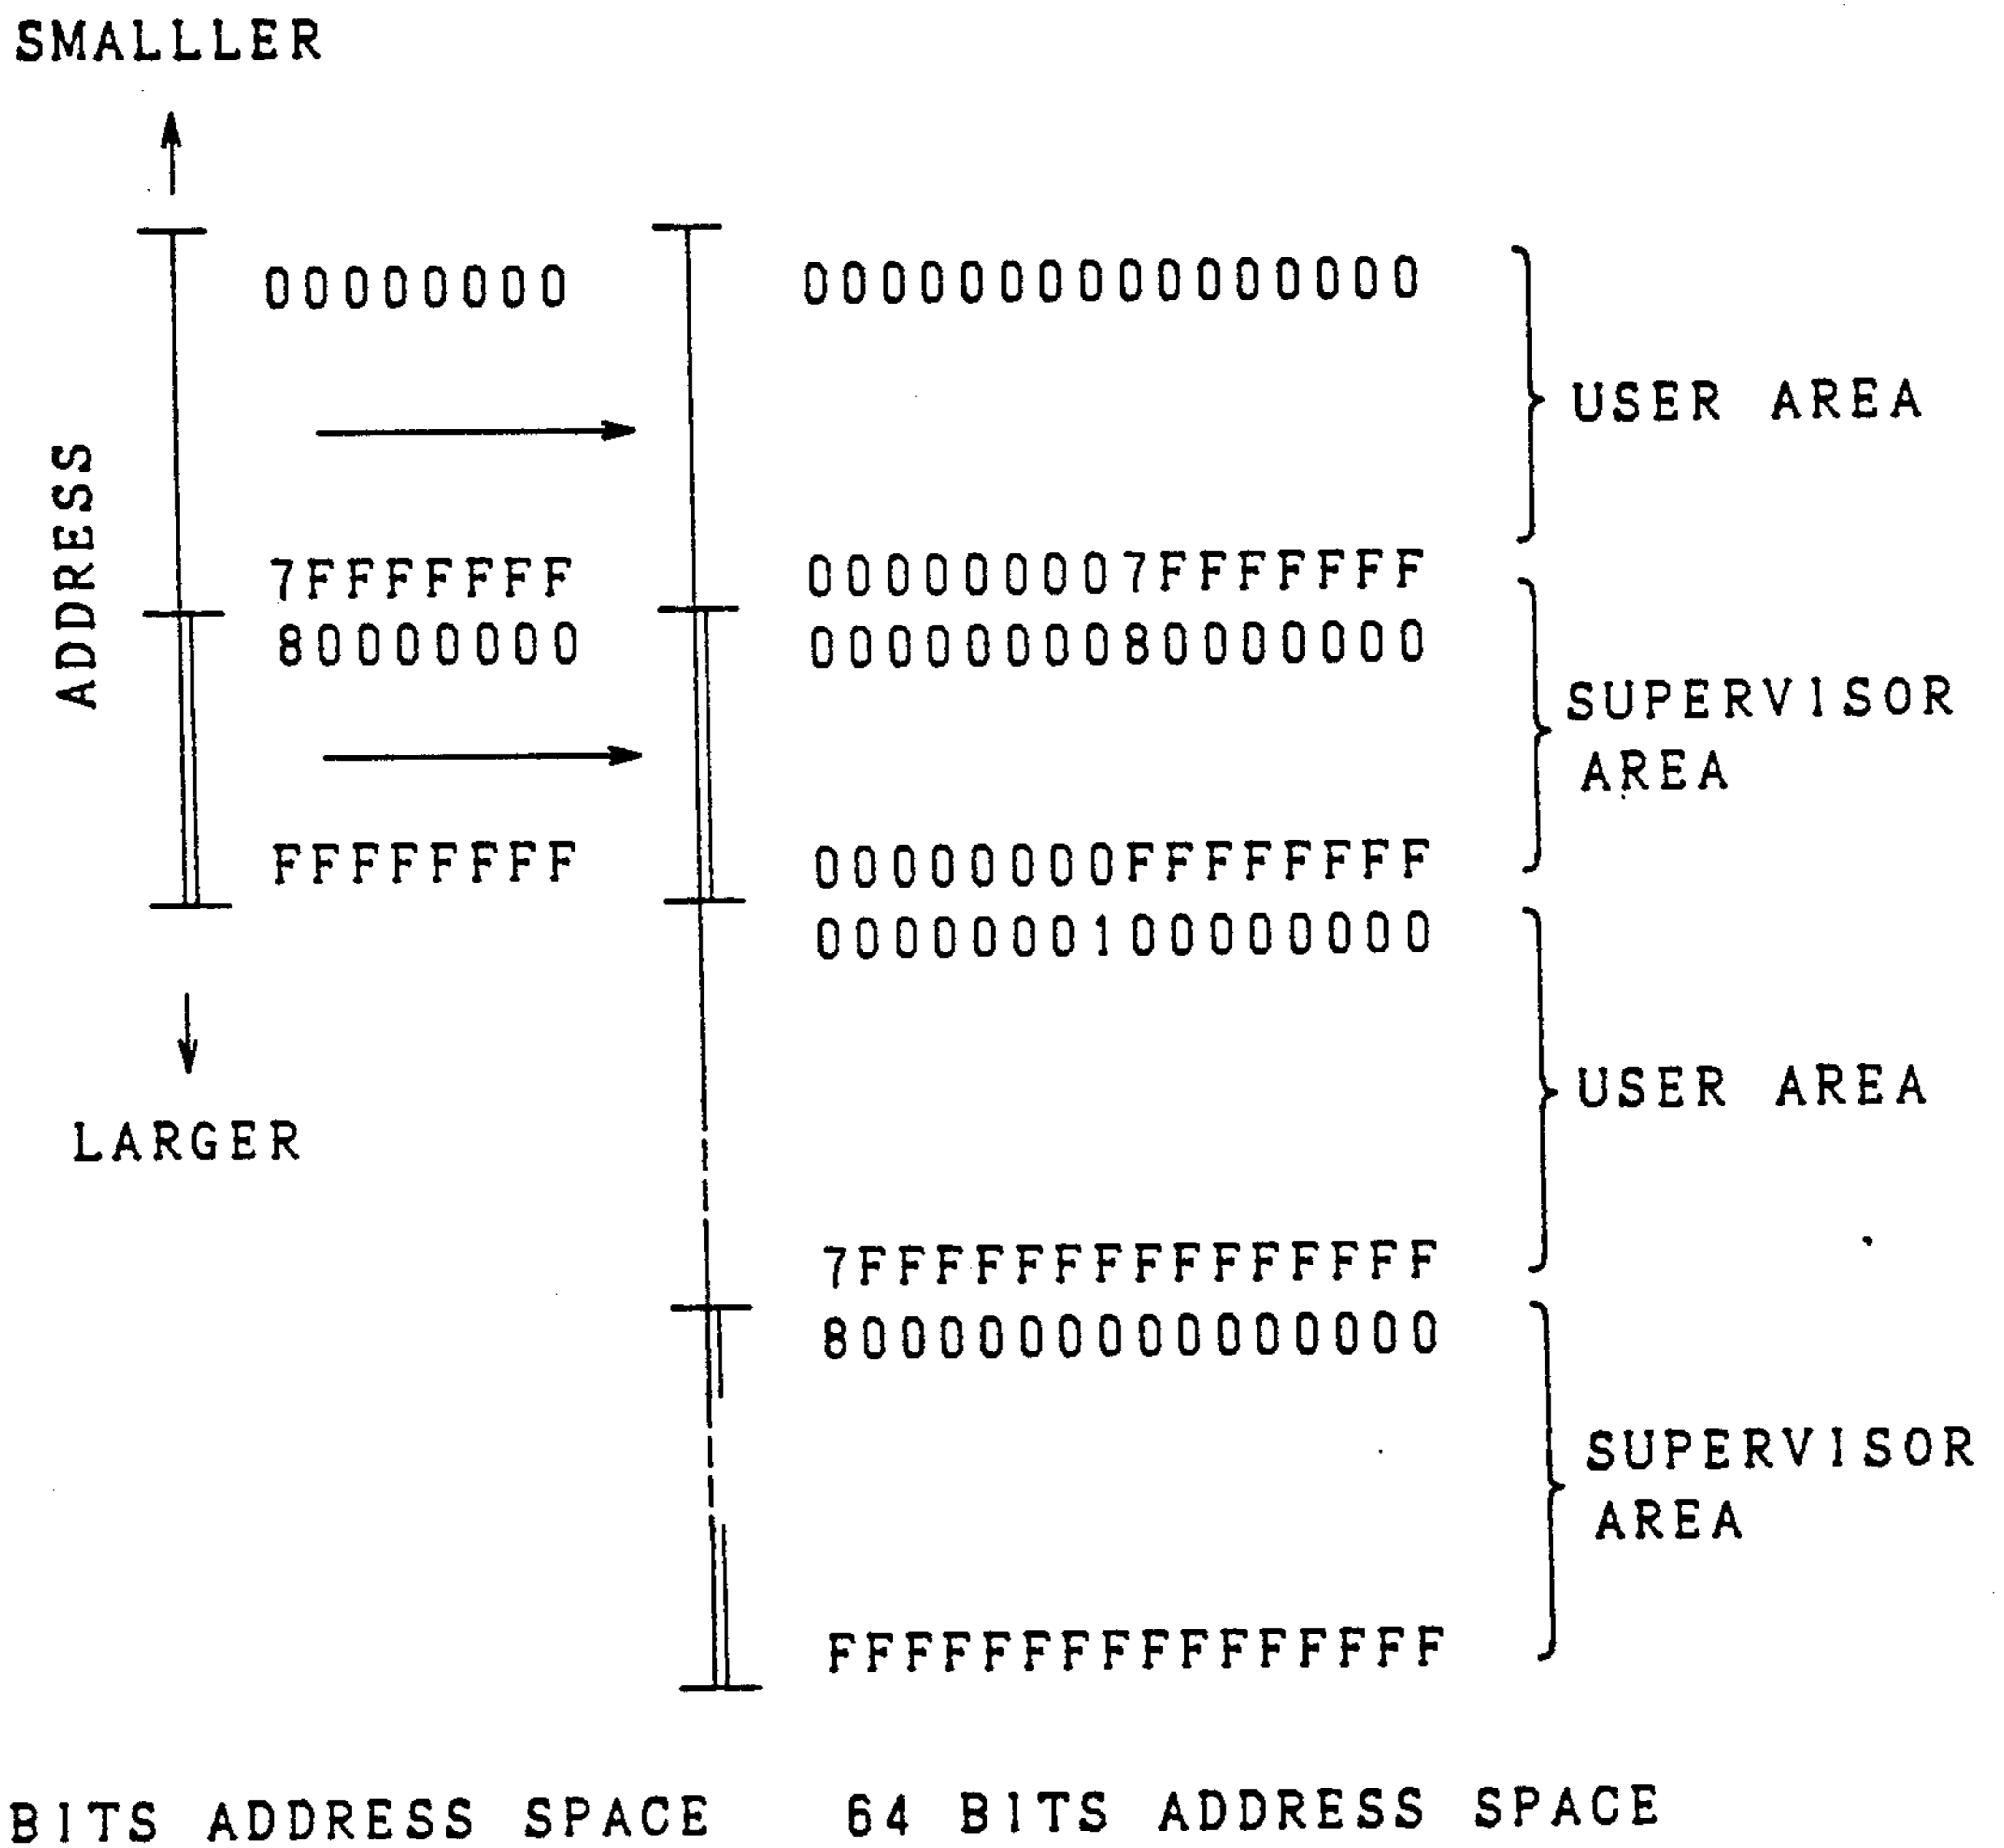 SMALLLER
ADDRESS
00000000
0000000000000000
USER AREA
7FFFFFFF
000000007FFFFFFF
80000000
0000000080000000
SUPERVISOR
AREA
FFFFFFFF
00000000FFFFFFFF
0000000100000000
USER AREA
LARGER
7FFFFFFFFFFFFFFF
8000000000000000
SUPERVISOR
AREA
FFFFFFFFFFFFFFFF
BITS ADDRESS SPACE
64 BITS ADDRESS SPACE